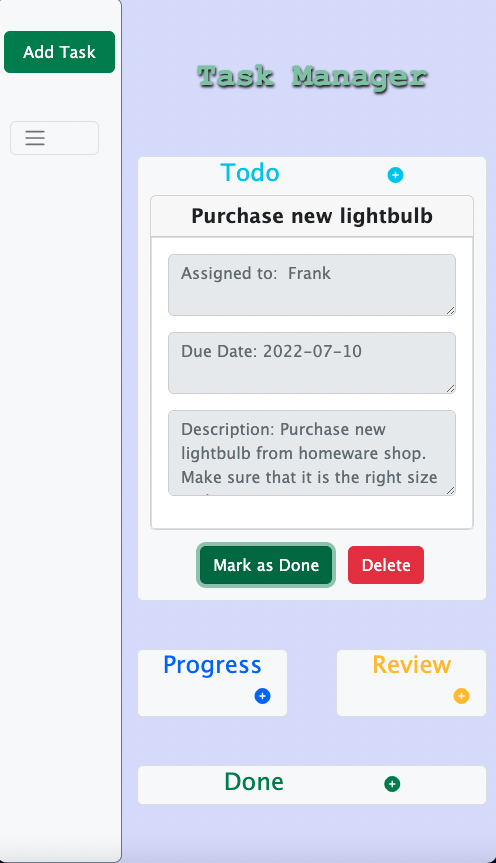 Add Task
Task Manager
Todo
Purchase new lightbulb
Assigned to:  Frank
Due Date: 2022-07-10
Description: Purchase new
lightbulb from homeware shop.
Make sure that it is the right size
Mark as Done
Delete
Progress
Review
Done